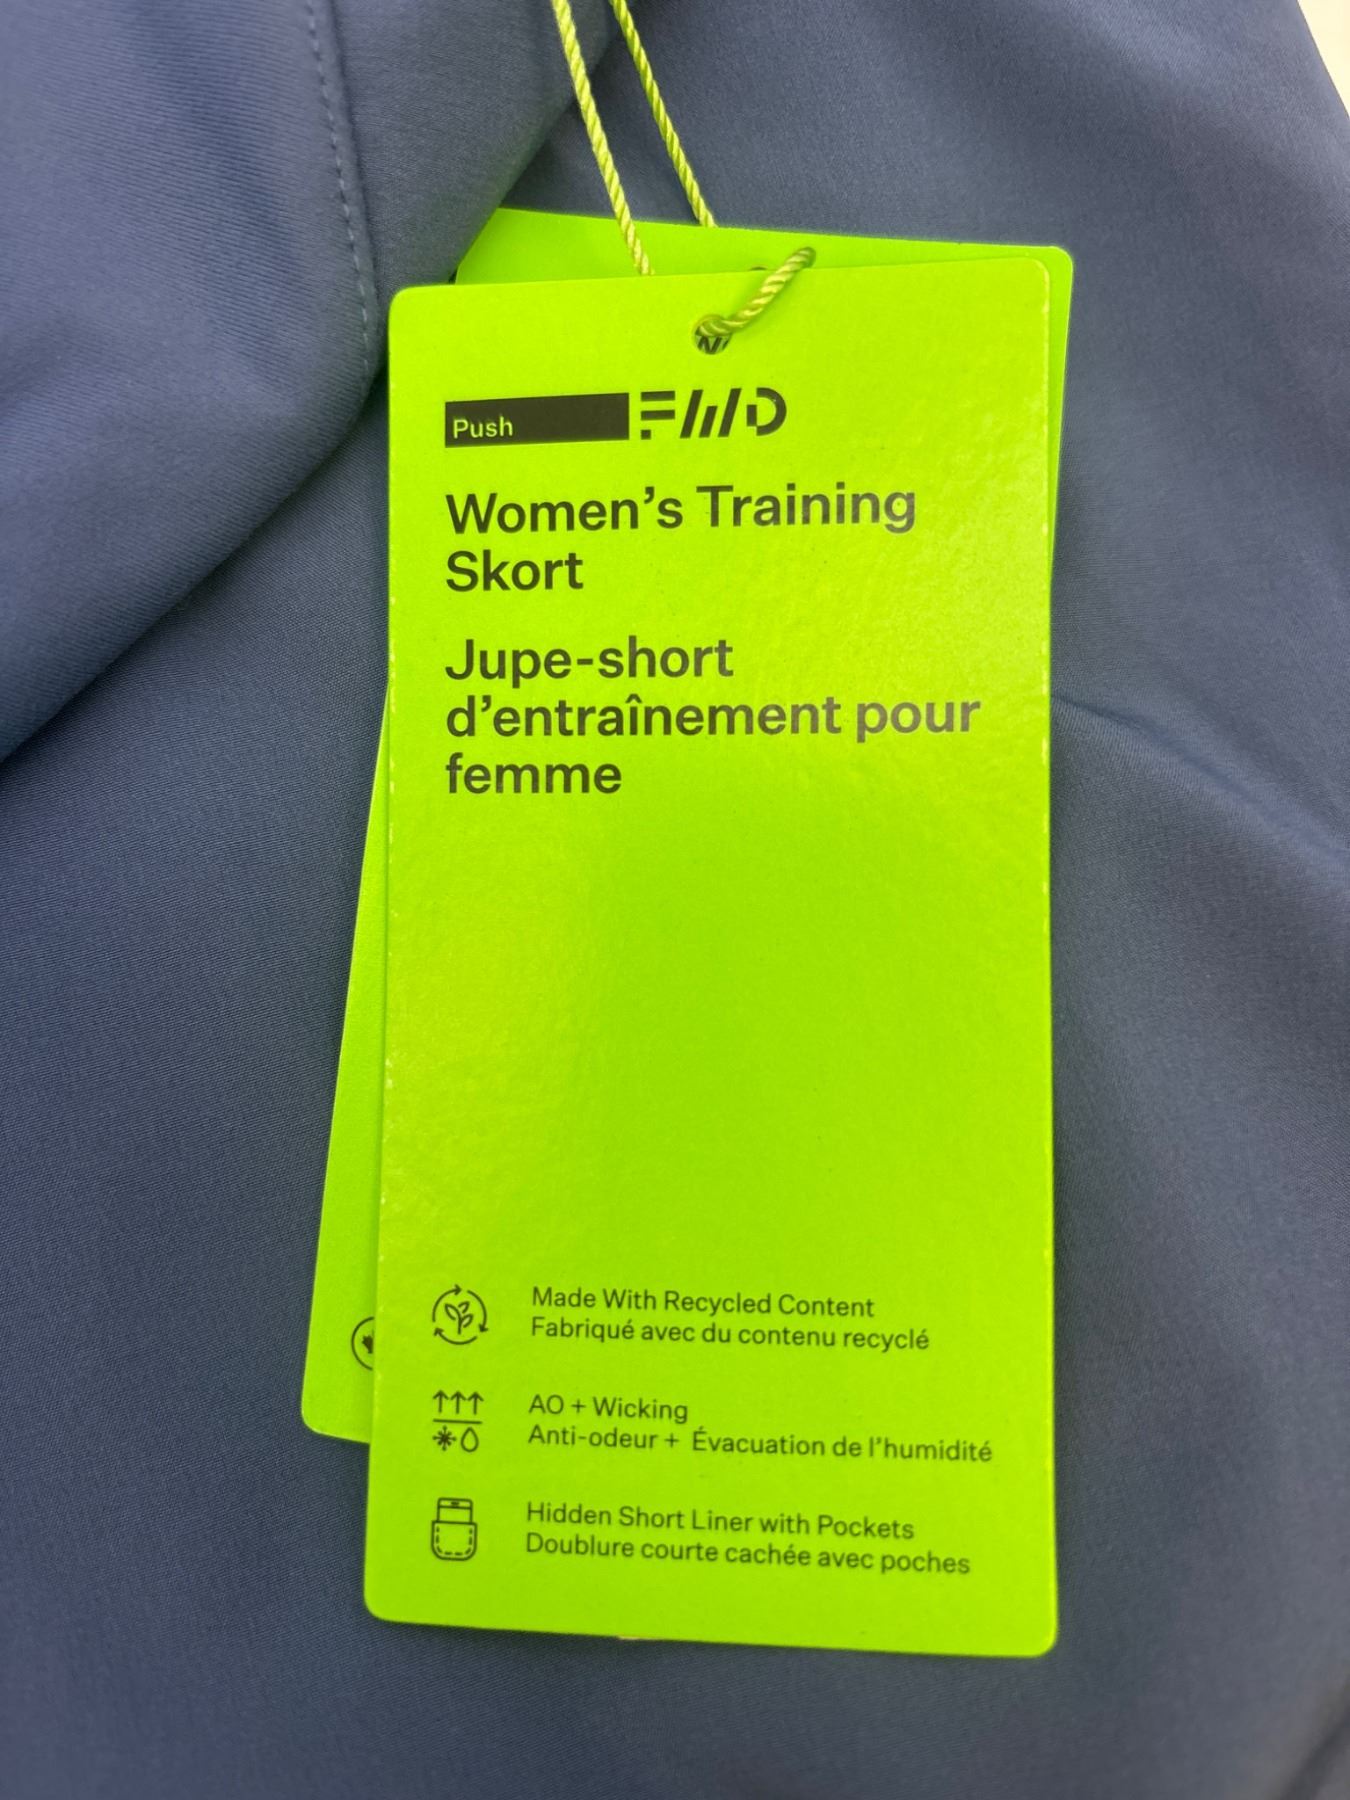 Push FWD
Women's Training
Skort
Jupe-short
d'entraînement pour
femme
Made With Recycled Content
Fabriqué avec du contenu recyclé
AO + Wicking
Anti-odeur + Évacuation de l'humidité
Hidden Short Liner with Pockets
Doublure courte cachée avec poches